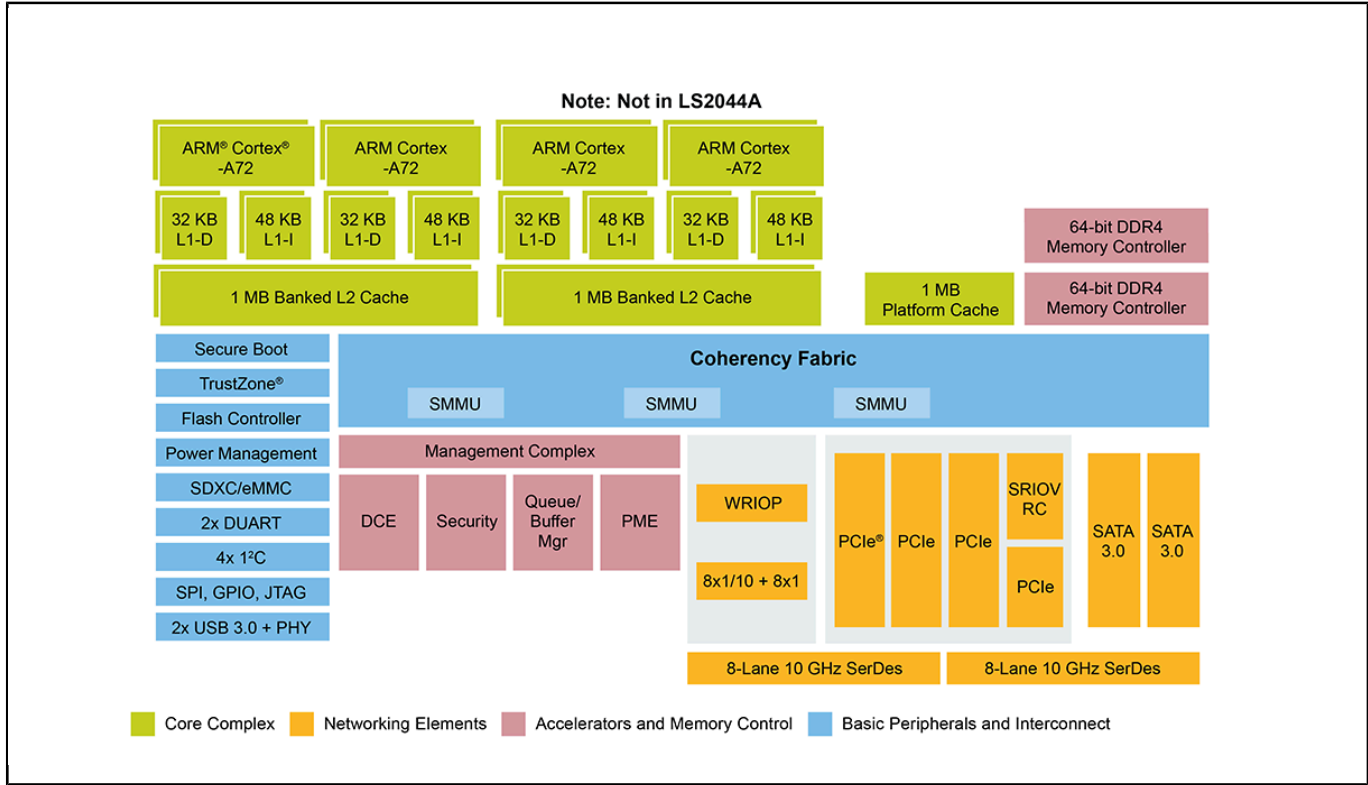 Note: Not in LS2044A
ARM® Cortex®
-A72
ARM Cortex
-A72
ARM Cortex
-A72
ARM Cortex
-A72
32 KB
L1-D
48 KB
L1-I
32 KB
L1-D
48 KB
L1-I
32 KB
L1-D
48 KB
L1-I
32 KB
L1-D
48 KB
L1-I
64-bit DDR4
Memory Controller
1 MB Banked L2 Cache
1 MB Banked L2 Cache
1 MB
Platform Cache
64-bit DDR4
Memory Controller
Secure Boot
TrustZone®
Flash Controller
Power Management
SDXC/eMMC
2x DUART
4x 1²C
SPI, GPIO, JTAG
2x USB 3.0 + PHY
Coherency Fabric
SMMU
SMMU
SMMU
Management Complex
DCE
Security
Queue/
Buffer
Mgr
PME
WRIOP
8x1/10 + 8x1
PCIe®
PCIe
PCIe
SRIOV
RC
PCIe
SATA
3.0
SATA
3.0
8-Lane 10 GHz SerDes
8-Lane 10 GHz SerDes
Core Complex
Networking Elements
Accelerators and Memory Control
Basic Peripherals and Interconnect